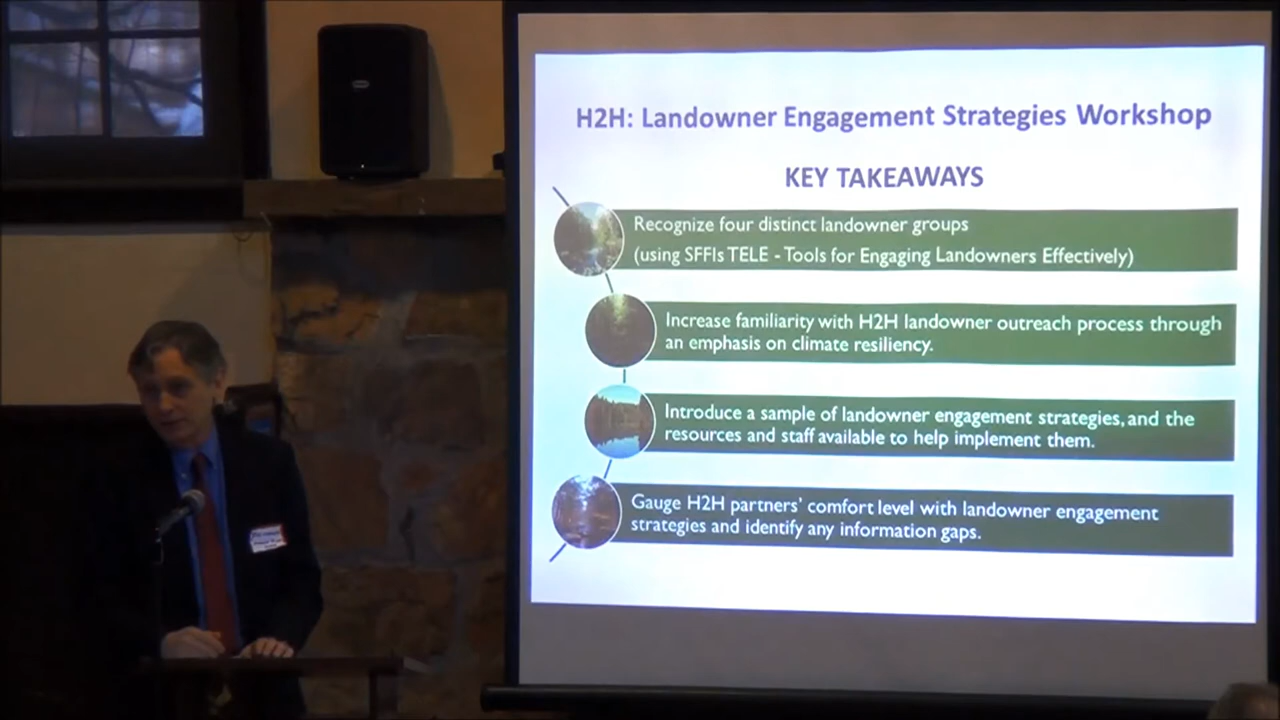 H2H: Landowner Engagement Strategies Workshop
KEY TAKEAWAYS
Recognize four distinct landowner groups
(using SFFIs TELE - Tools for Engaging Landowners Effectively)
Increase familiarity with H2H landowner outreach process through
an emphasis on climate resiliency.
Introduce a sample of landowner engagement strategies, and the
resources and staff available to help implement them.
Gauge H2H partners' comfort level with landowner engagement
strategies and identify any information gaps.